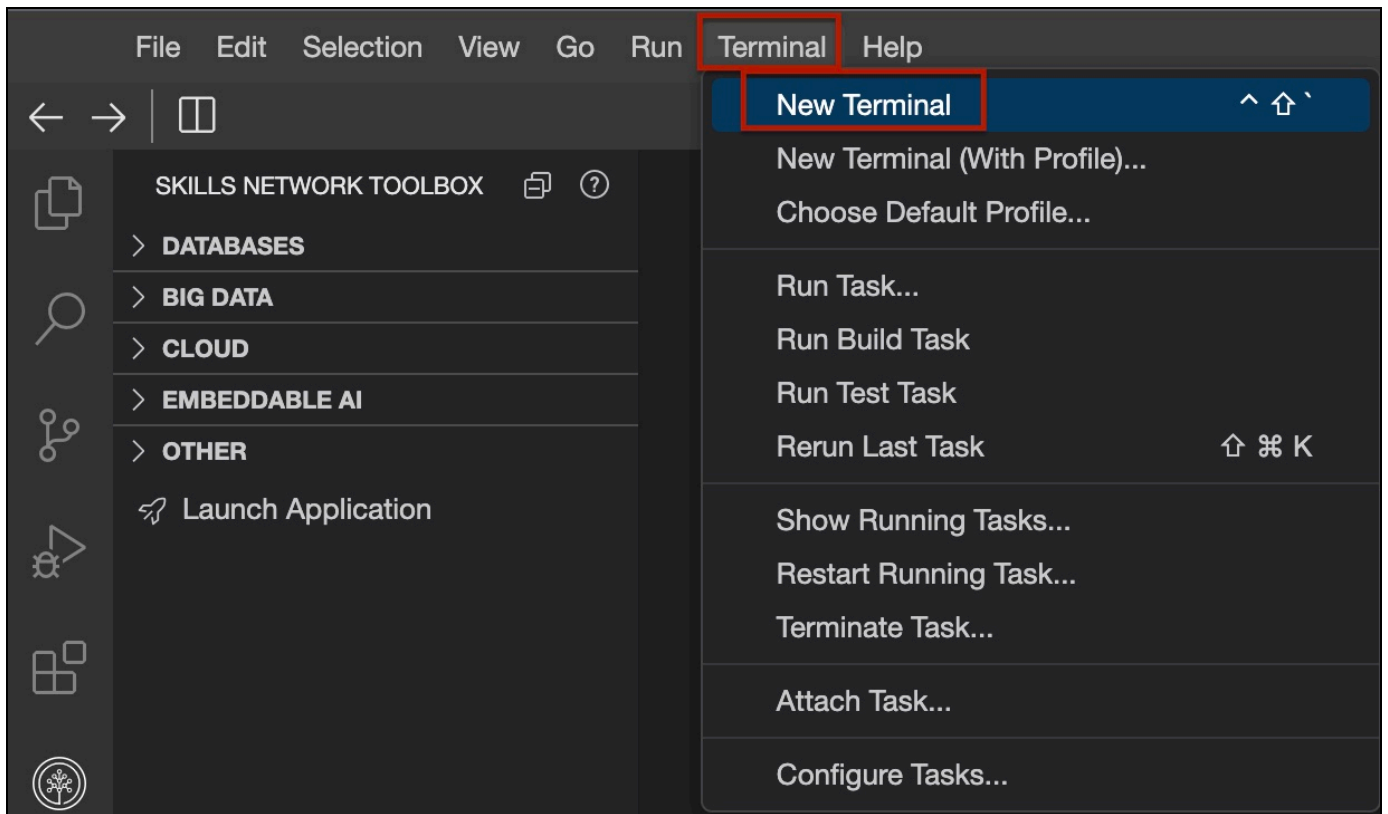 File Edit Selection View Go Run Terminal Help
New Terminal ^ ⇧ `
New Terminal (With Profile)...
SKILLS NETWORK TOOLBOX
Choose Default Profile...
DATABASES
BIG DATA
CLOUD
EMBEDDABLE AI
OTHER
Launch Application
Run Task...
Run Build Task
Run Test Task
Rerun Last Task ⇧ ⌘ K
Show Running Tasks...
Restart Running Task...
Terminate Task...
Attach Task...
Configure Tasks...